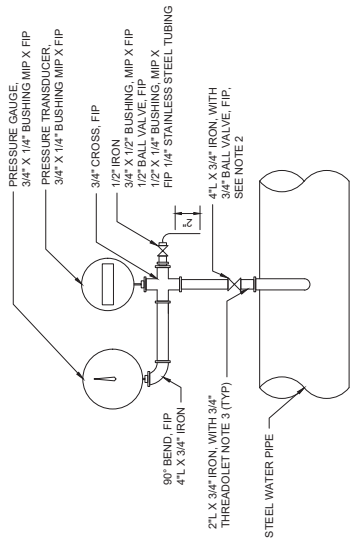 PRESSURE GAUGE,
3/4" X 1/4" BUSHING MIP X FIP
PRESSURE TRANSDUCER,
3/4" X 1/4" BUSHING MIP X FIP
3/4" CROSS, FIP
1/2" IRON
3/4" X 1/2" BUSHING, MIP X FIP
1/2" BALL VALVE, FIP
1/2" X 1/4" BUSHING, MIP X
FIP 1/4" STAINLESS STEEL TUBING
2"
4"L X 3/4" IRON, WITH
3/4" BALL VALVE, FIP,
SEE NOTE 2
90° BEND, FIP
4"L X 3/4" IRON
2"L X 3/4" IRON, WITH 3/4"
THREADOLET NOTE 3 (TYP)
STEEL WATER PIPE